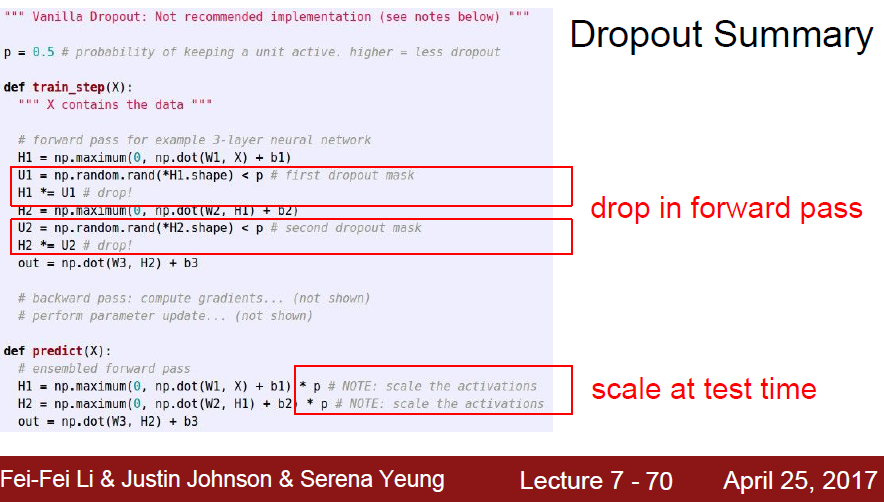 """ Vanilla Dropout: Not recommended implementation (see notes below) """
p = 0.5 # probability of keeping a unit active. higher = less dropout
def train_step(X):
""" X contains the data """
# forward pass for example 3-layer neural network
H1 = np.maximum(0, np.dot(W1, X) + b1)
U1 = np.random.rand(*H1.shape) < p # first dropout mask
H1 *= U1 # drop!
H2 = np.maximum(0, np.dot(W2, H1) + b2)
U2 = np.random.rand(*H2.shape) < p # second dropout mask
H2 *= U2 # drop!
out = np.dot(W3, H2) + b3
# backward pass: compute gradients... (not shown)
# perform parameter update... (not shown)
def predict(X):
# ensembled forward pass
H1 = np.maximum(0, np.dot(W1, X) + b1) * p # NOTE: scale the activations
H2 = np.maximum(0, np.dot(W2, H1) + b2) * p # NOTE: scale the activations
out = np.dot(W3, H2) + b3
Dropout Summary
drop in forward pass
scale at test time
Fei-Fei Li & Justin Johnson & Serena Yeung
Lecture 7 - 70
April 25, 2017